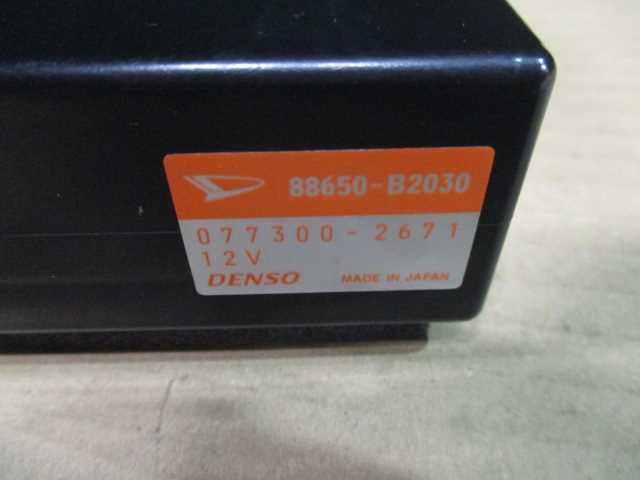 88650-B2030
077300-2671
12V
DENSO MADE IN JAPAN